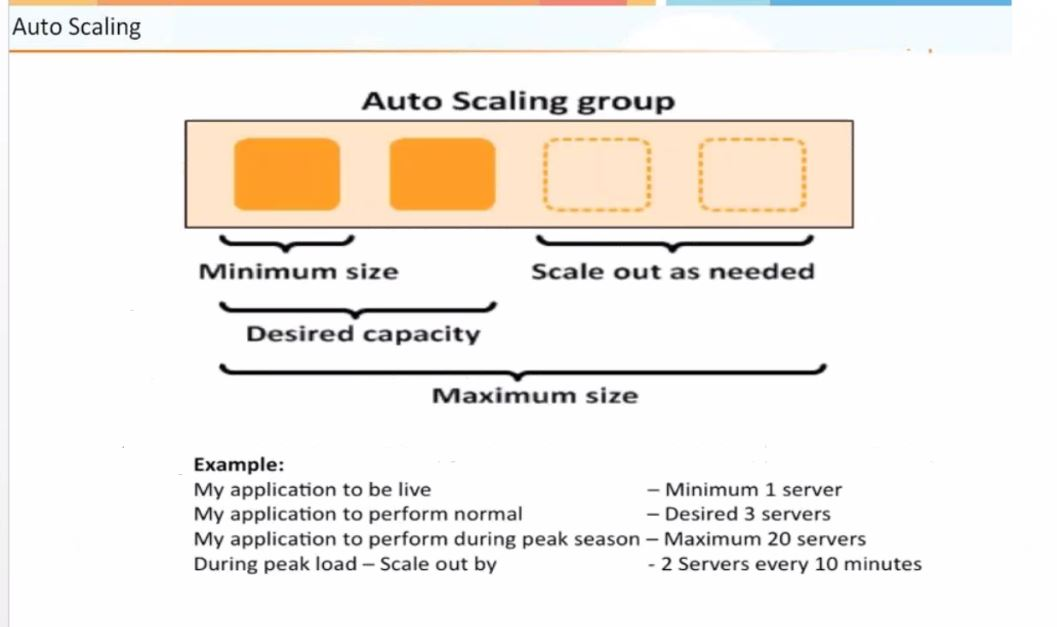 Auto Scaling
Auto Scaling group
Minimum size
Scale out as needed
Desired capacity
Maximum size
Example:
My application to be live – Minimum 1 server
My application to perform normal – Desired 3 servers
My application to perform during peak season – Maximum 20 servers
During peak load – Scale out by - 2 Servers every 10 minutes